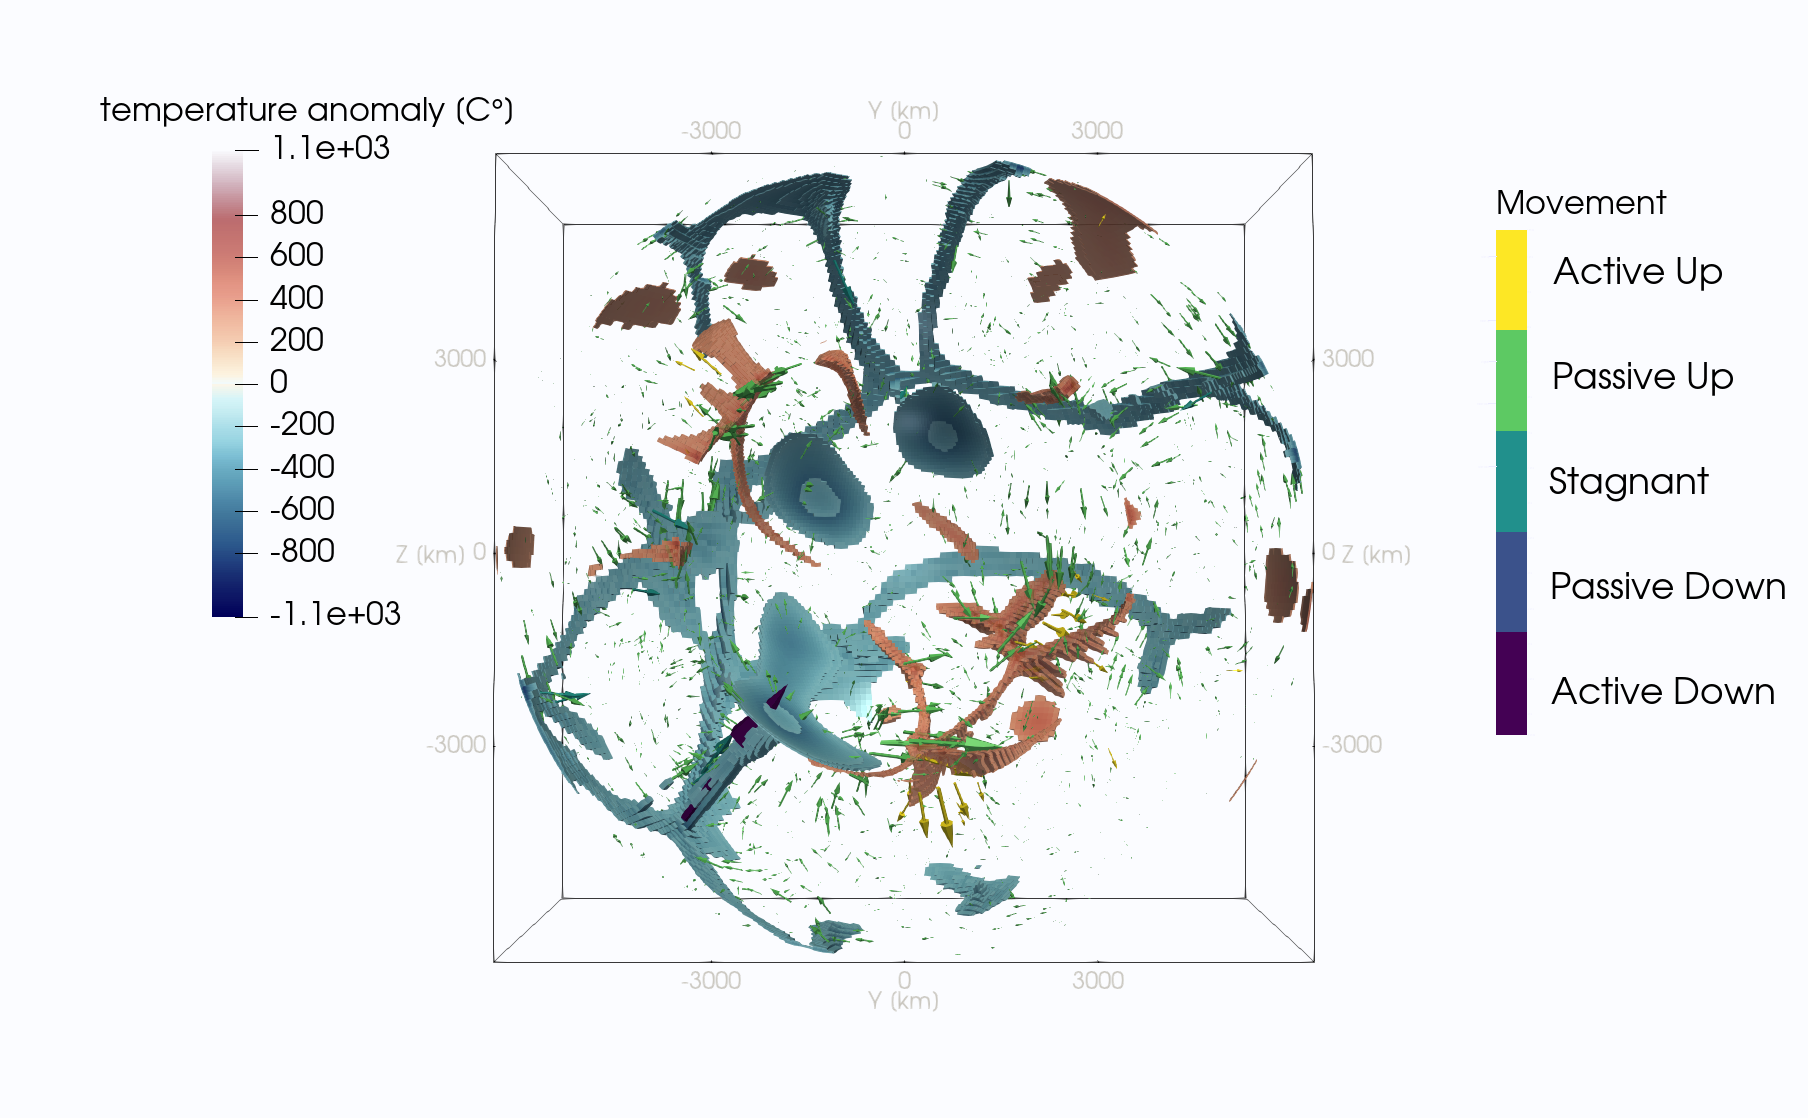 temperature anomaly (C°)
1.1e+03
800
600
400
200
0
-200
-400
-600
-800
-1.1e+03
Y (km)
-3000 0 3000
3000 3000
Z (km) 0 0 Z (km)
-3000 -3000
-3000 0 3000
Y (km)
Movement
Active Up
Passive Up
Stagnant
Passive Down
Active Down